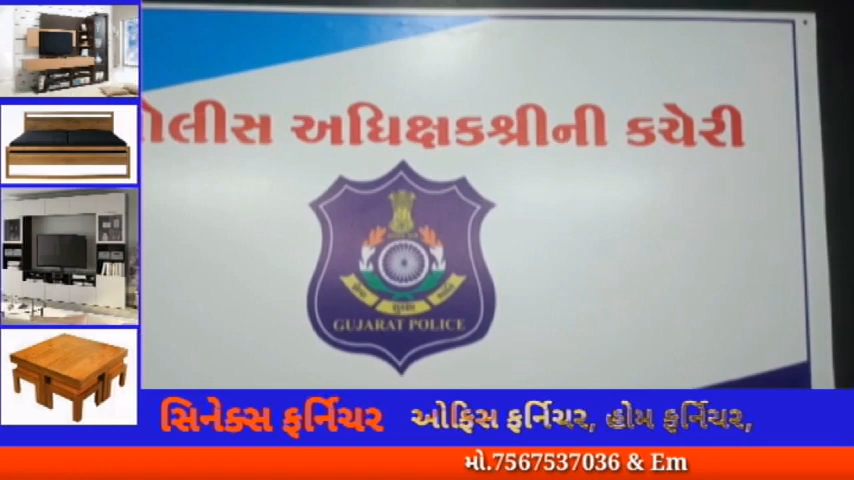 પોલીસ અધિક્ષકશ્રીની કચેરી
GUJARAT POLICE
સિનેક્સ ફર્નિચર ઓફિસ ફર્નિચર, હોમ ફર્નિચર,
મો.7567537036 & Em